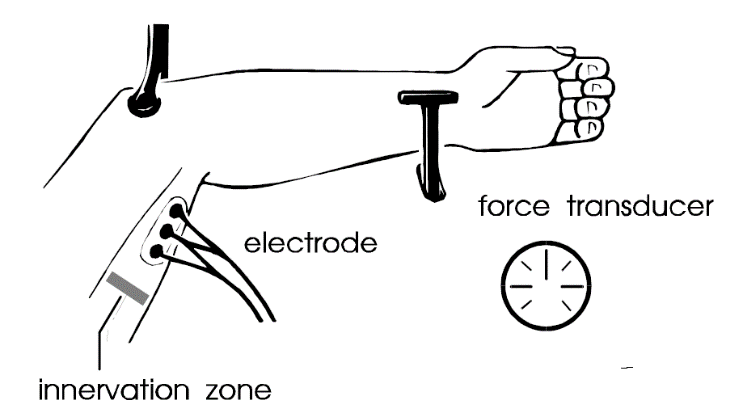 force transducer
electrode
innervation zone